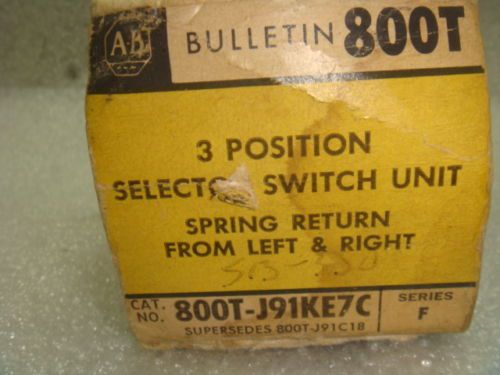 AB
BULLETIN 800T
3 POSITION
SELECTO SWITCH UNIT
SPRING RETURN
FROM LEFT & RIGHT
CAT. NO. 800T-J91KE7C SERIES F
SUPERSEDES 800T-J91C18